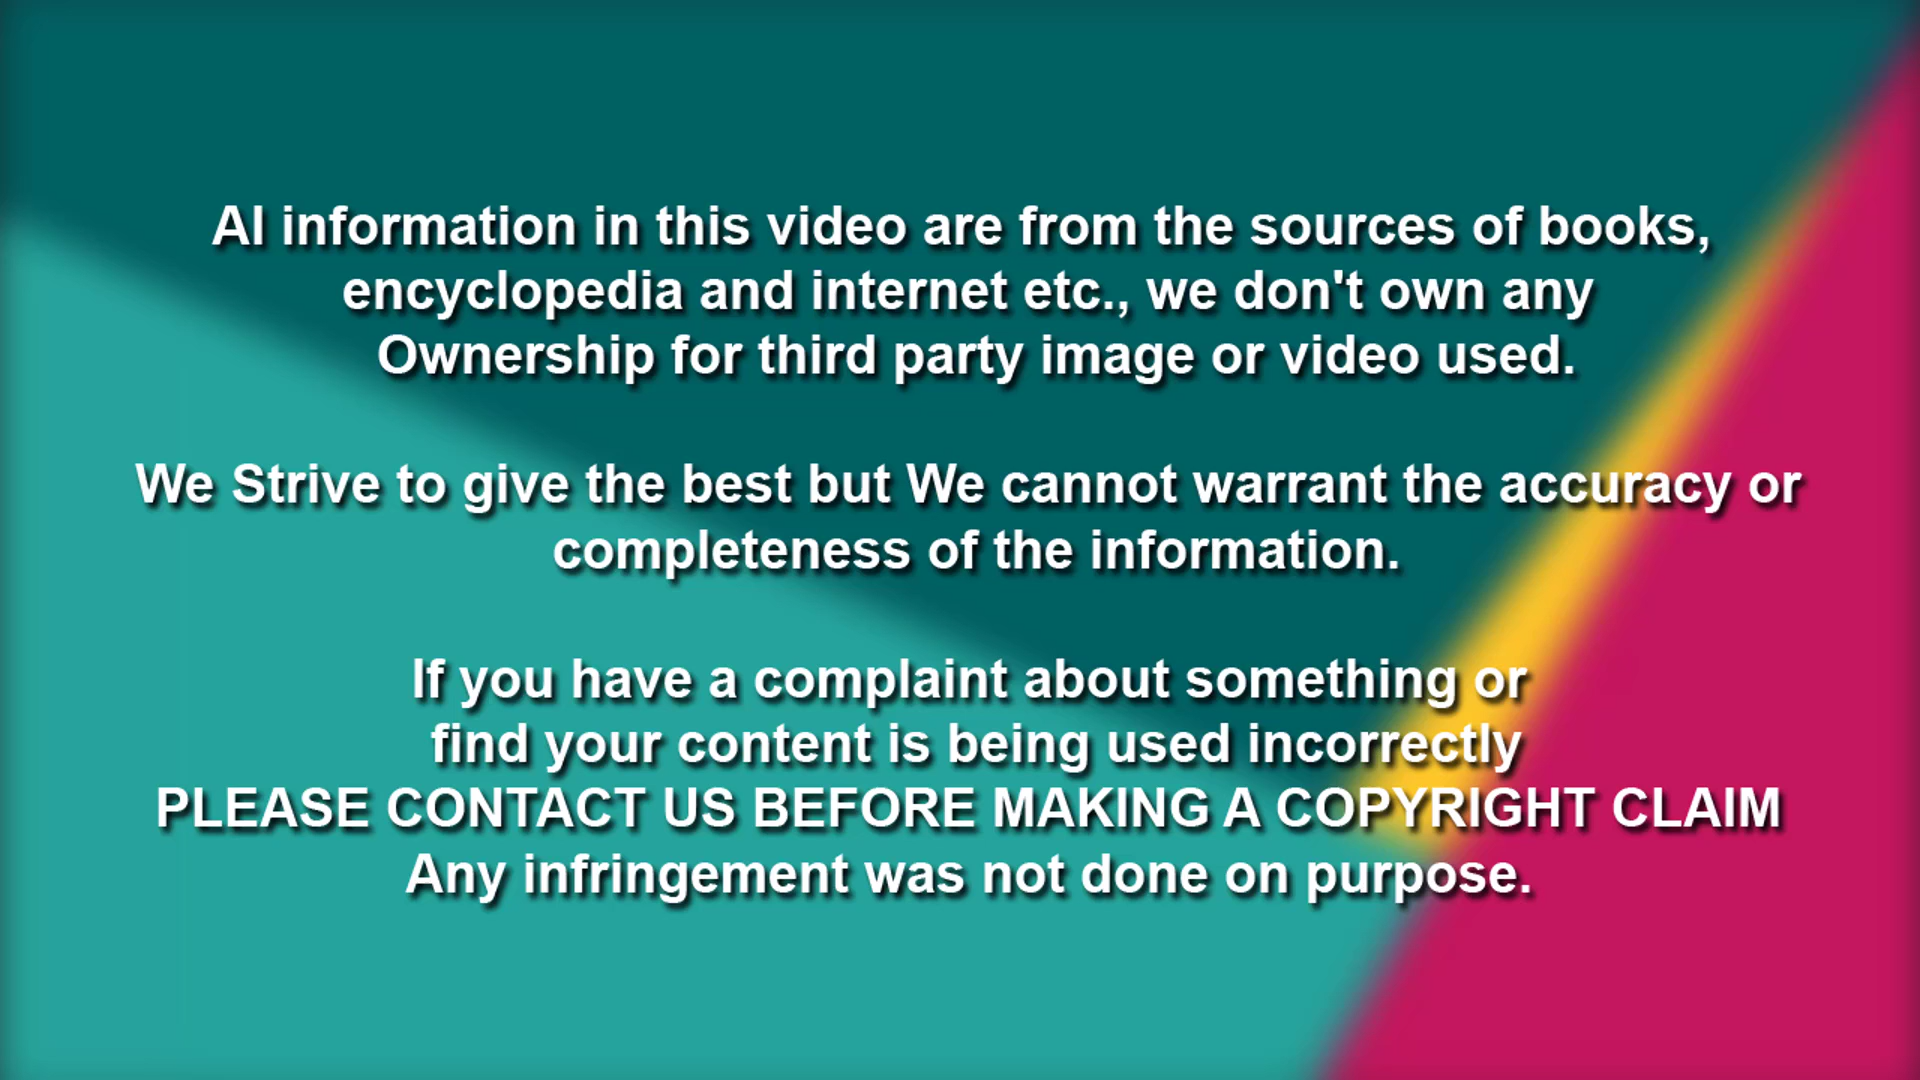 Al information in this video are from the sources of books,
encyclopedia and internet etc., we don't own any
Ownership for third party image or video used.
We Strive to give the best but We cannot warrant the accuracy or
completeness of the information.
If you have a complaint about something or
find your content is being used incorrectly
PLEASE CONTACT US BEFORE MAKING A COPYRIGHT CLAIM
Any infringement was not done on purpose.